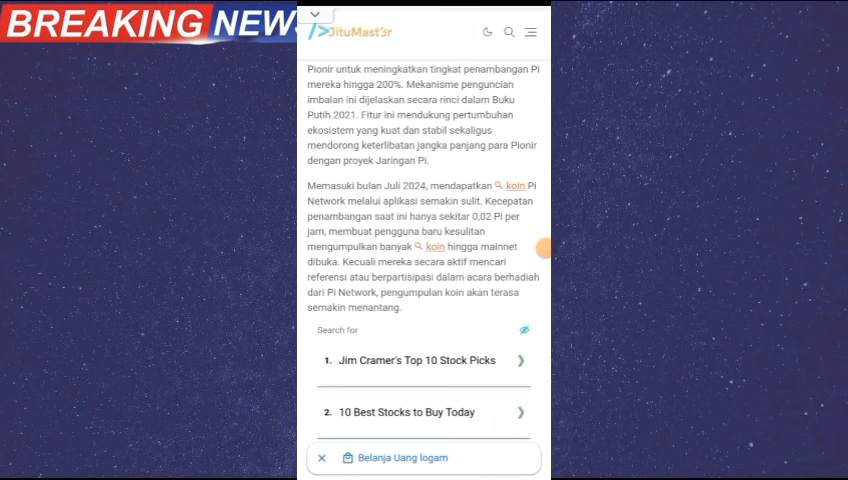 BREAKING NEWS
JituMast3r
Pionir untuk meningkatkan tingkat penambangan Pi
mereka hingga 200%. Mekanisme penguncian
imbalan ini dijelaskan secara rinci dalam Buku
Putih 2021. Fitur ini mendukung pertumbuhan
ekosistem yang kuat dan stabil sekaligus
mendorong keterlibatan jangka panjang para Pionir
dengan proyek Jaringan Pi.
Memasuki bulan Juli 2024, mendapatkan koin Pi
Network melalui aplikasi semakin sulit. Kecepatan
penambangan saat ini hanya sekitar 0,02 Pi per
jam, membuat pengguna baru kesulitan
mengumpulkan banyak koin hingga mainnet
dibuka. Kecuali mereka secara aktif mencari
referensi atau berpartisipasi dalam acara berhadiah
dari Pi Network, pengumpulan koin akan terasa
semakin menantang.
Search for
1. Jim Cramer's Top 10 Stock Picks
2. 10 Best Stocks to Buy Today
Belanja Uang logam